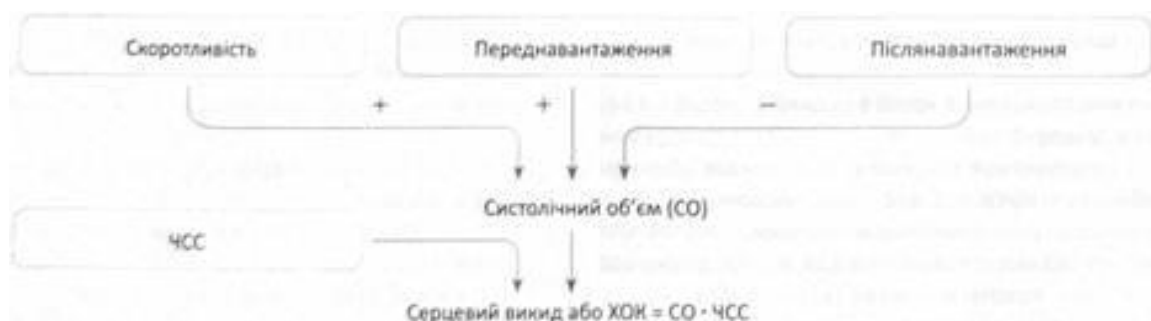 Скоротливість
Переднавантаження
Післянавантаження
+
+
−
Систолічний об'єм (СО)
ЧСС
Серцевий викид або ХОК = СО · ЧСС